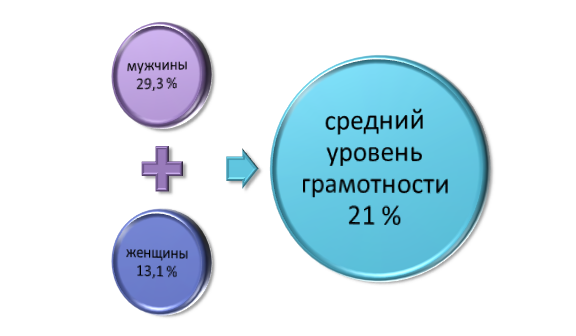 мужчины
29,3 %
женщины
13,1 %
средний
уровень
грамотности
21 %